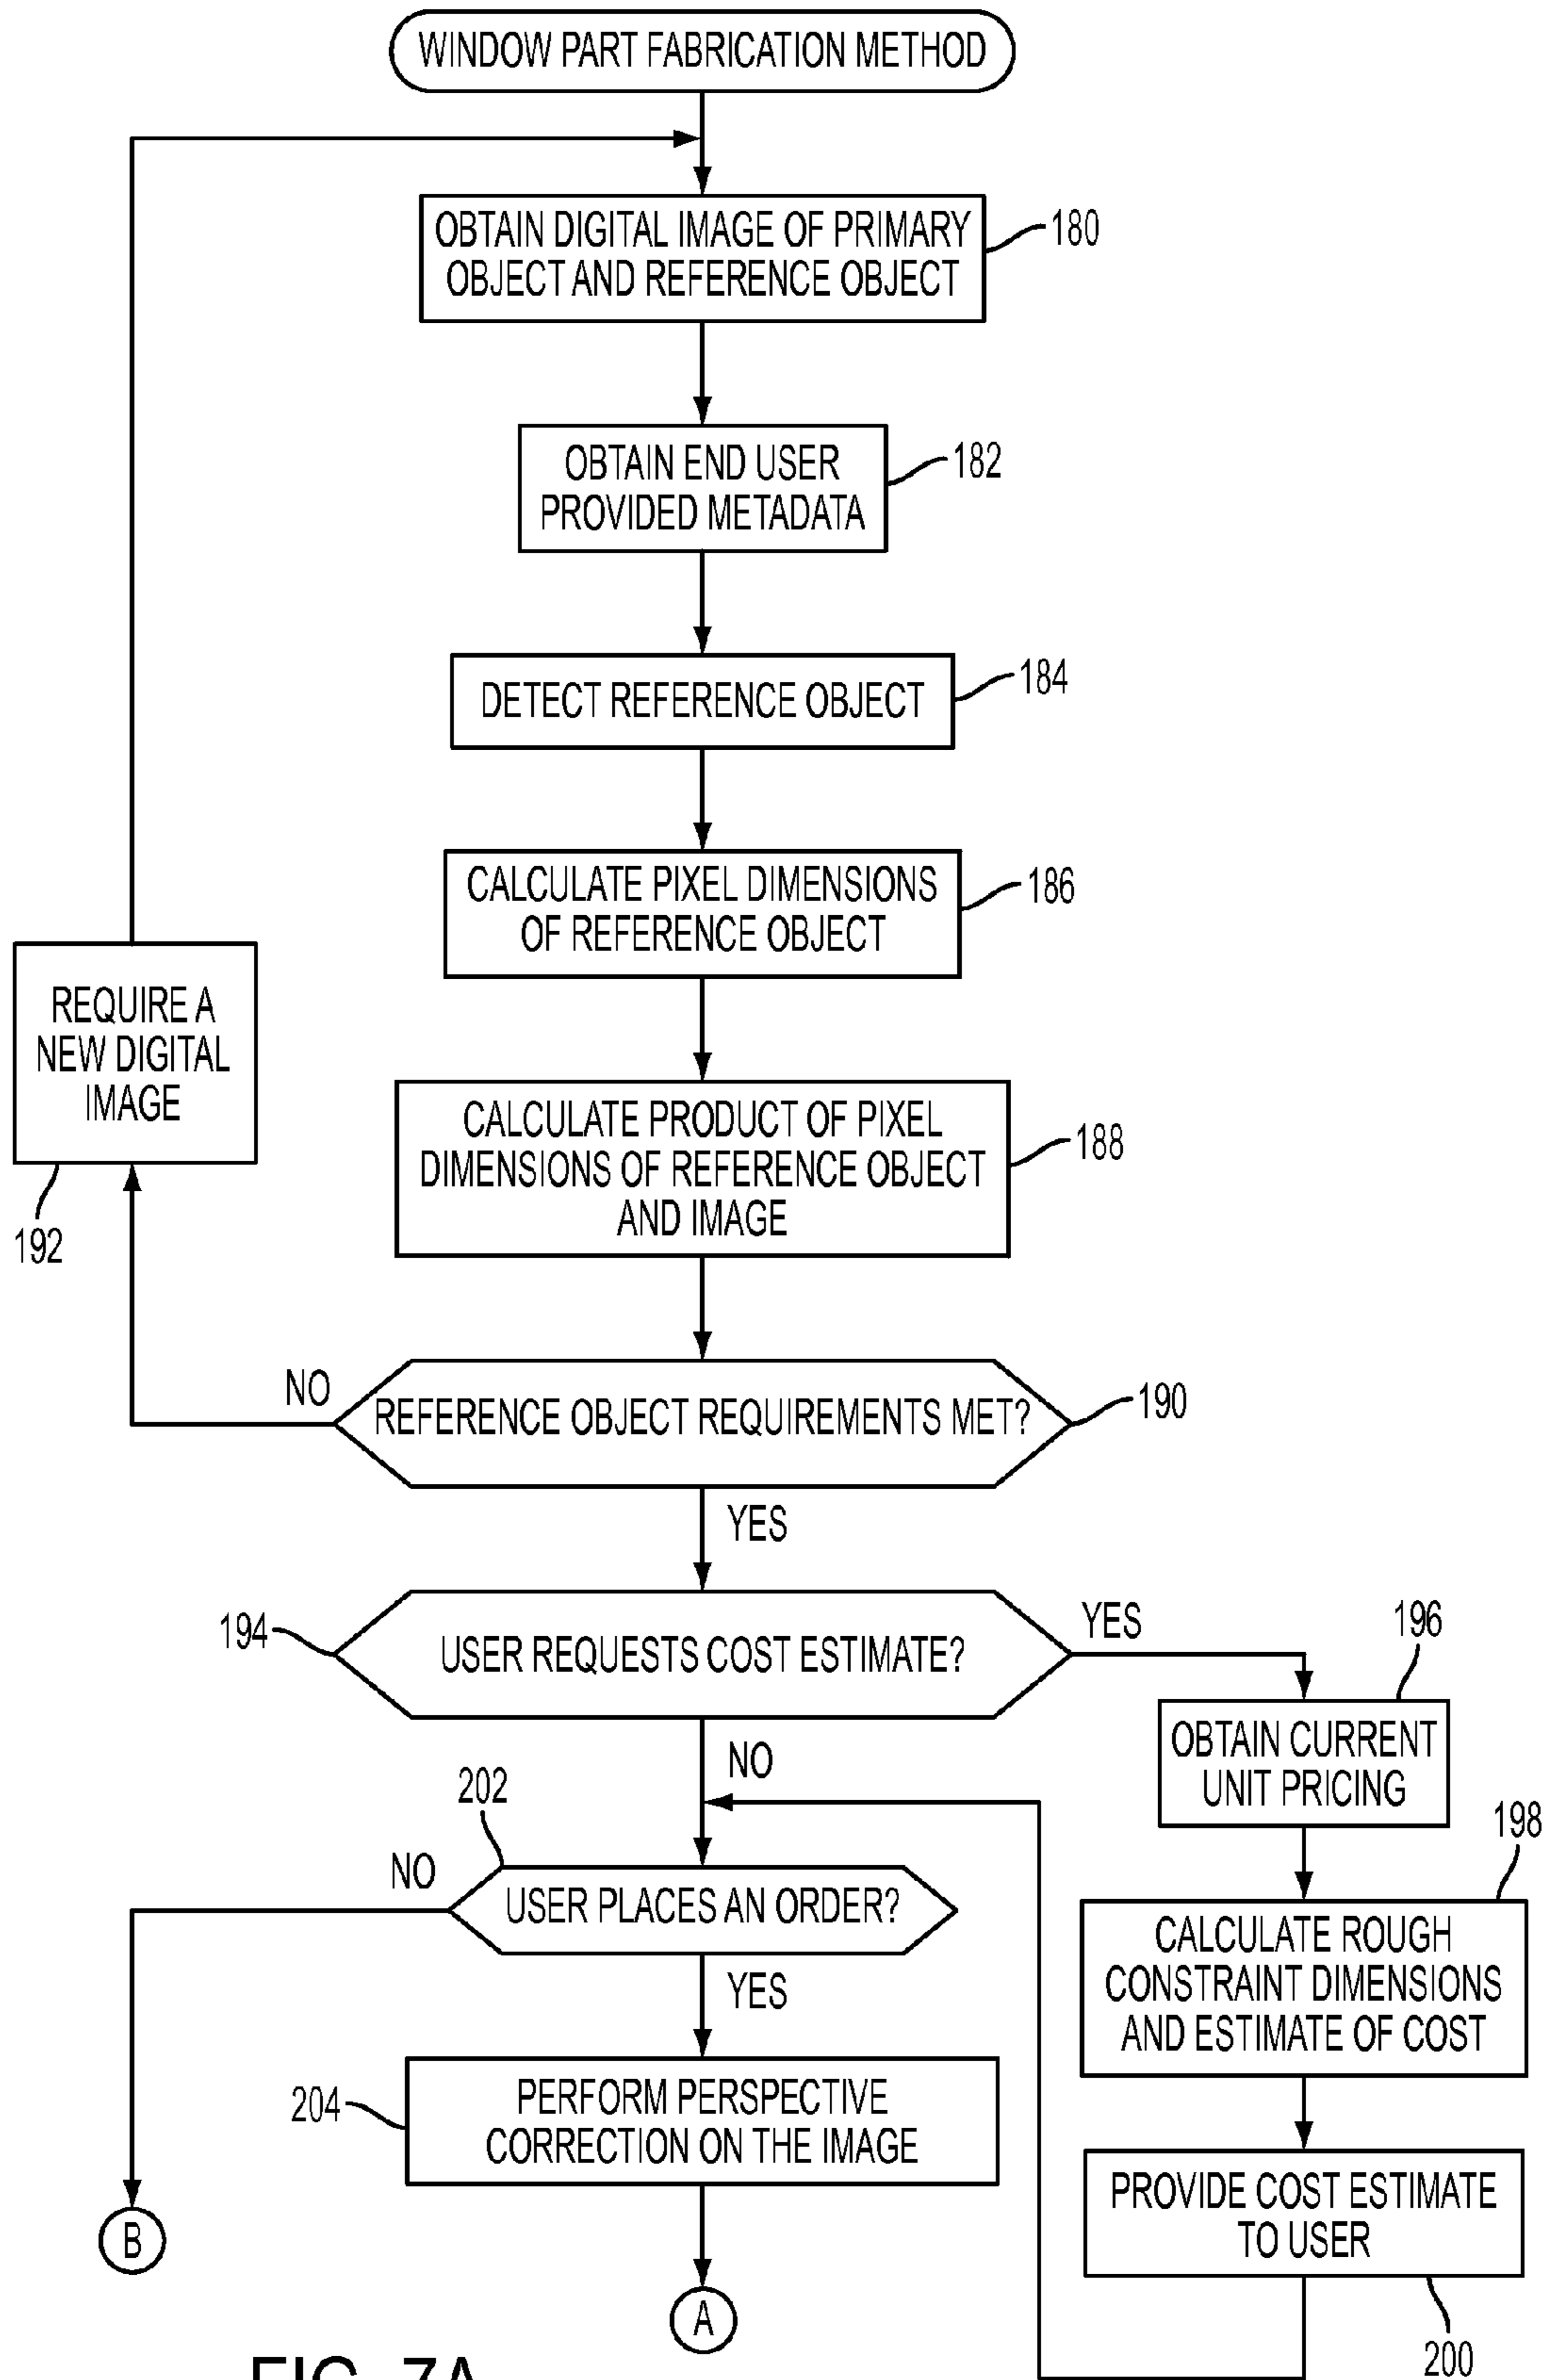 WINDOW PART FABRICATION METHOD
OBTAIN DIGITAL IMAGE OF PRIMARY
OBJECT AND REFERENCE OBJECT
180
OBTAIN END USER
PROVIDED METADATA
182
DETECT REFERENCE OBJECT
184
CALCULATE PIXEL DIMENSIONS
OF REFERENCE OBJECT
186
REQUIRE A
NEW DIGITAL
IMAGE
192
CALCULATE PRODUCT OF PIXEL
DIMENSIONS OF REFERENCE OBJECT
AND IMAGE
188
NO
REFERENCE OBJECT REQUIREMENTS MET?
190
YES
194
USER REQUESTS COST ESTIMATE?
YES
196
OBTAIN CURRENT
UNIT PRICING
NO
202
198
NO
USER PLACES AN ORDER?
CALCULATE ROUGH
CONSTRAINT DIMENSIONS
AND ESTIMATE OF COST
YES
204
PERFORM PERSPECTIVE
CORRECTION ON THE IMAGE
PROVIDE COST ESTIMATE
TO USER
B
A
200
FIG. 7A